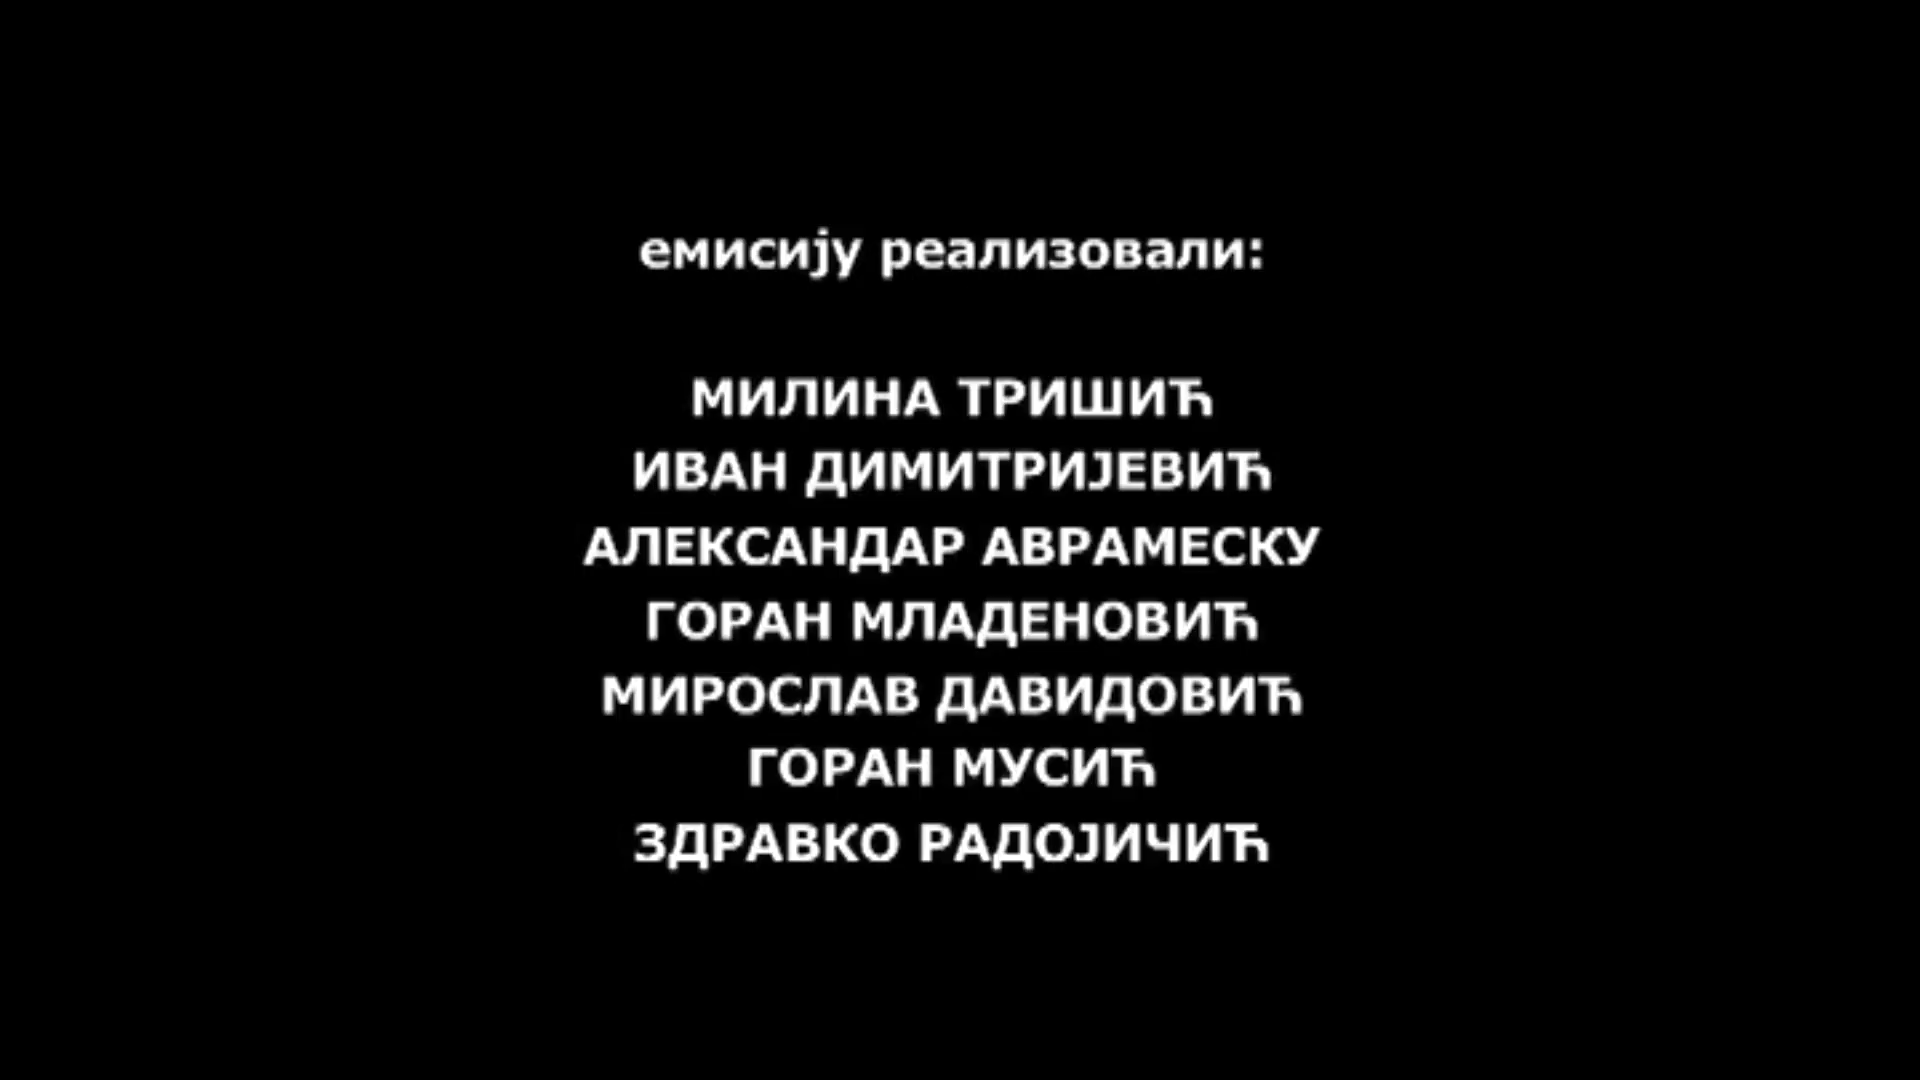 емисију реализовали:
МИЛИНА ТРИШИЋ
ИВАН ДИМИТРИЈЕВИЋ
АЛЕКСАНДАР АВРАМЕСКУ
ГОРАН МЛАДЕНОВИЋ
МИРОСЛАВ ДАВИДОВИЋ
ГОРАН МУСИЋ
ЗДРАВКО РАДОЈИЧИЋ